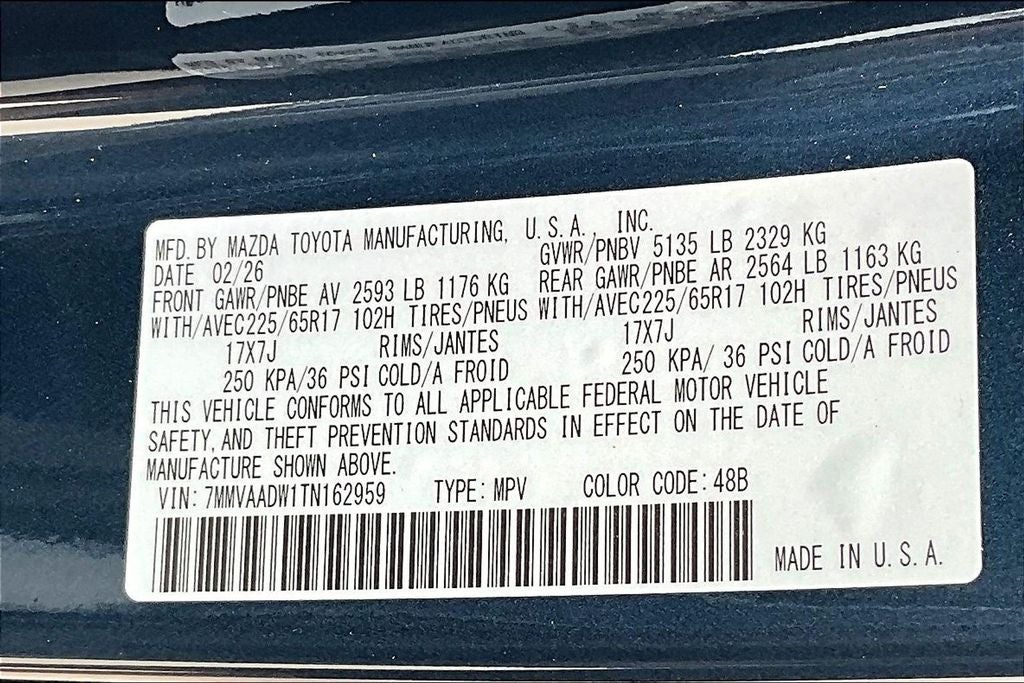 MFD. BY MAZDA TOYOTA MANUFACTURING, U.S.A., INC.
DATE 02/26 GVWR/PNBV 5135 LB 2329 KG
FRONT GAWR/PNBE AV 2593 LB 1176 KG REAR GAWR/PNBE AR 2564 LB 1163 KG
WITH/AVEC225/65R17 102H TIRES/PNEUS WITH/AVEC225/65R17 102H TIRES/PNEUS
17X7J RIMS/JANTES 17X7J RIMS/JANTES
250 KPA/36 PSI COLD/A FROID 250 KPA/ 36 PSI COLD/A FROID
THIS VEHICLE CONFORMS TO ALL APPLICABLE FEDERAL MOTOR VEHICLE
SAFETY, AND THEFT PREVENTION STANDARDS IN EFFECT ON THE DATE OF
MANUFACTURE SHOWN ABOVE.
VIN: 7MMVAADW1TN162959 TYPE: MPV COLOR CODE: 48B
MADE IN U.S.A.